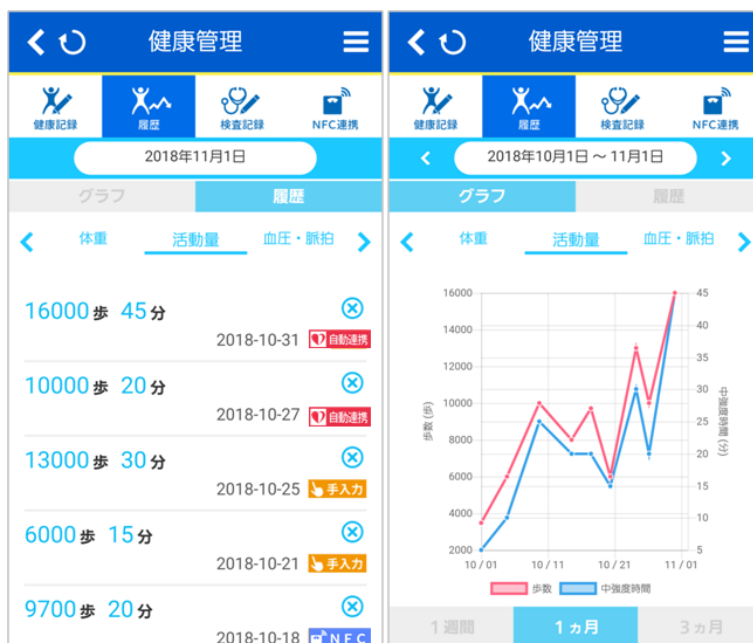 健康管理
健康記録
履歴
検査記録
NFC連携
2018年11月1日
グラフ
履歴
体重
活動量
血圧・脈拍
16000歩 45分
2018-10-31 自動連携
10000歩 20分
2018-10-27 自動連携
13000歩 30分
2018-10-25 手入力
6000歩 15分
2018-10-21 手入力
9700歩 20分
2018-10-18 NFC
健康管理
健康記録
履歴
検査記録
NFC連携
2018年10月1日 ～ 11月1日
グラフ
履歴
体重
活動量
血圧・脈拍
歩数 (歩)
16000
14000
12000
10000
8000
6000
4000
2000
中強度時間 (分)
45
40
35
30
25
20
15
10
5
10 / 01
10 / 11
10 / 21
11 / 01
歩数
中強度時間
1週間
1ヵ月
3ヵ月